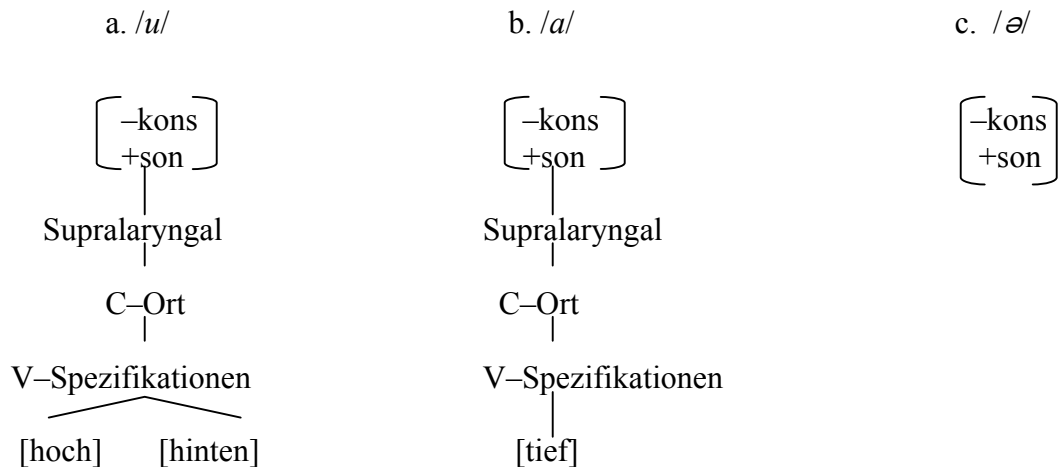 a. /u/ b. /a/ c. /ə/
–kons –kons –kons
+son +son +son
Supralaryngal Supralaryngal
C–Ort C–Ort
V–Spezifikationen V–Spezifikationen
[hoch] [hinten] [tief]